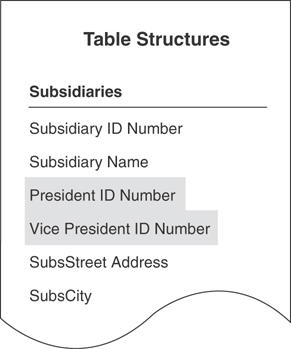 Table Structures
Subsidiaries
Subsidiary ID Number
Subsidiary Name
President ID Number
Vice President ID Number
SubsStreet Address
SubsCity